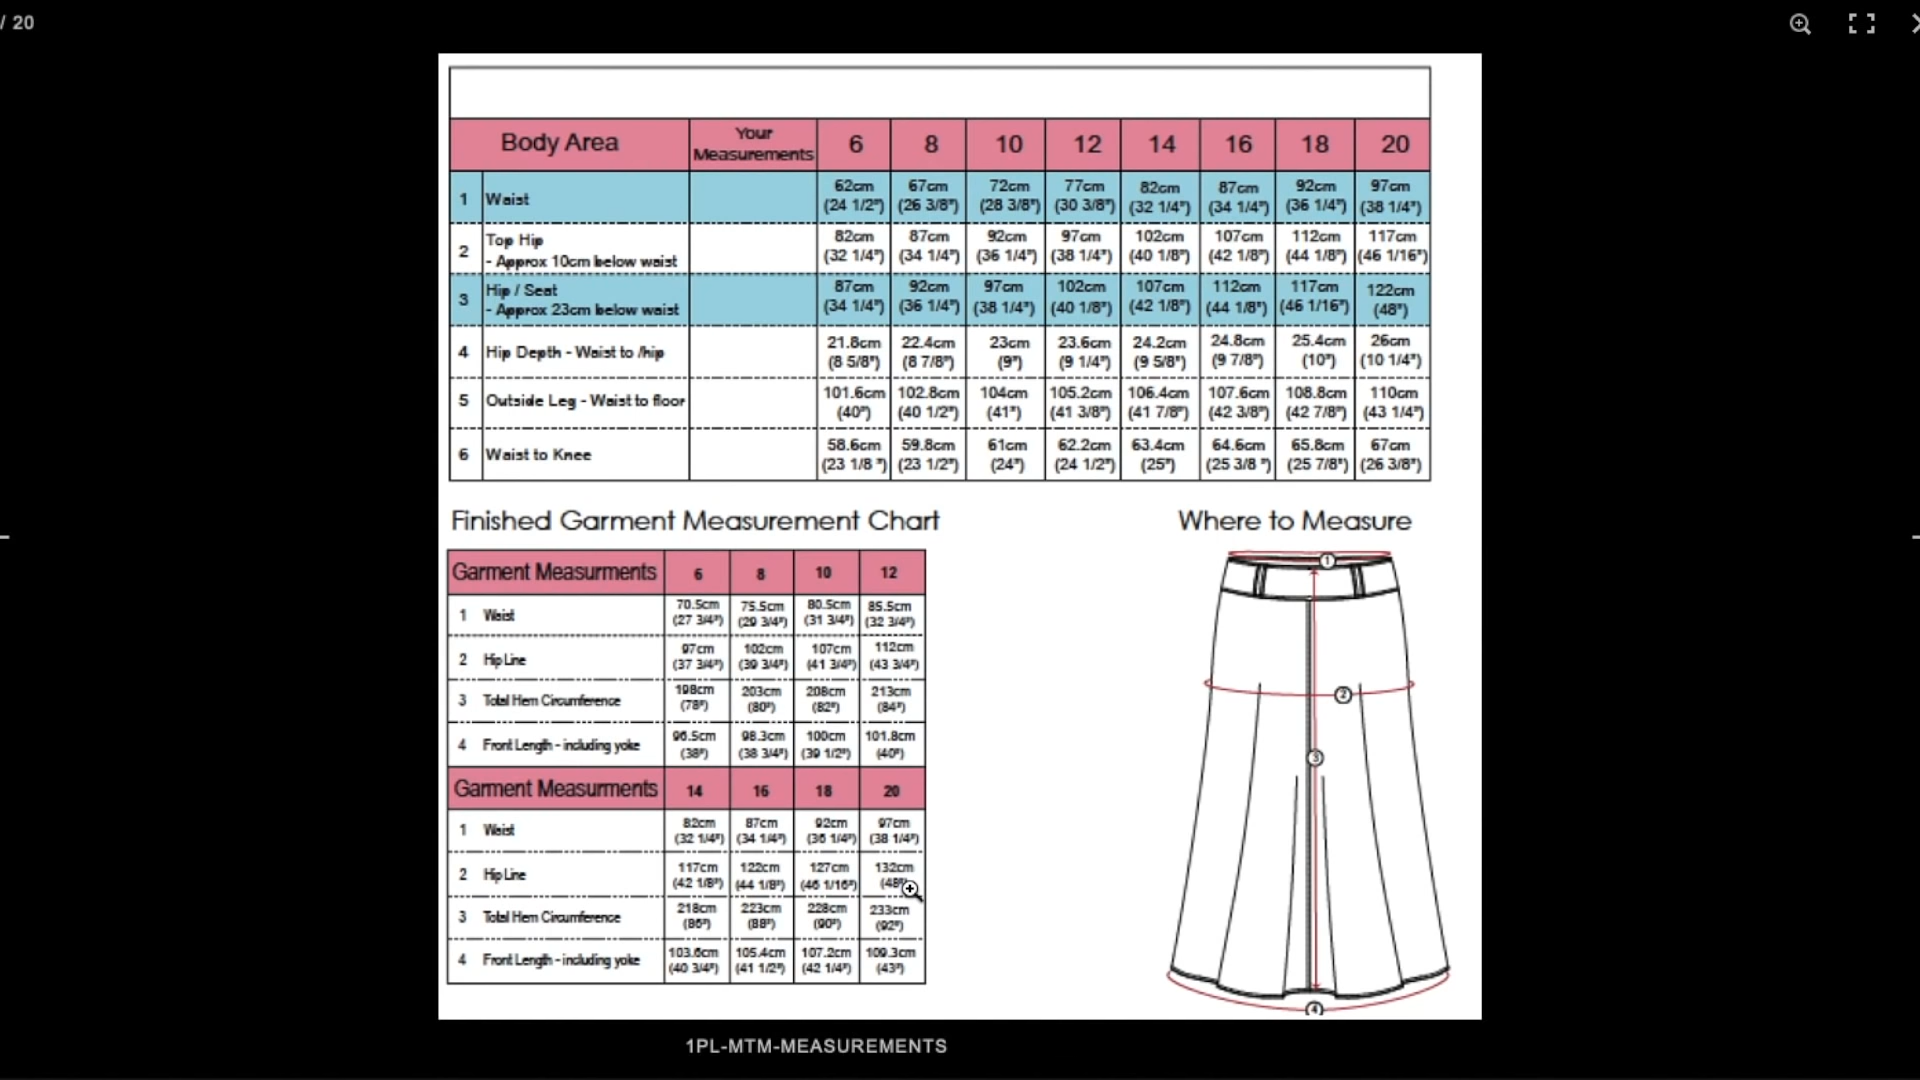 / 20
Body Area Your Measurements 6 8 10 12 14 16 18 20
1 Waist 62cm (24 1/2") 67cm (26 3/8") 72cm (28 3/8") 77cm (30 3/8") 82cm (32 1/4") 87cm (34 1/4") 92cm (36 1/4") 97cm (38 1/4")
2 Top Hip - Approx 10cm below waist 82cm (32 1/4") 87cm (34 1/4") 92cm (36 1/4") 97cm (38 1/4") 102cm (40 1/8") 107cm (42 1/8") 112cm (44 1/8") 117cm (46 1/16")
3 Hip / Seat - Approx 23cm below waist 87cm (34 1/4") 92cm (36 1/4") 97cm (38 1/4") 102cm (40 1/8") 107cm (42 1/8") 112cm (44 1/8") 117cm (46 1/16") 122cm (48")
4 Hip Depth - Waist to /hip 21.8cm (8 5/8") 22.4cm (8 7/8") 23cm (9") 23.6cm (9 1/4") 24.2cm (9 5/8") 24.8cm (9 7/8") 25.4cm (10") 26cm (10 1/4")
5 Outside Leg - Waist to floor 101.6cm (40") 102.8cm (40 1/2") 104cm (41") 105.2cm (41 3/8") 106.4cm (41 7/8") 107.6cm (42 3/8") 108.8cm (42 7/8") 110cm (43 1/4")
6 Waist to Knee 58.6cm (23 1/8 ") 59.8cm (23 1/2") 61cm (24") 62.2cm (24 1/2") 63.4cm (25") 64.6cm (25 3/8 ") 65.8cm (25 7/8") 67cm (26 3/8")
Finished Garment Measurement Chart
Garment Measurments 6 8 10 12
1 Waist 70.5cm (27 3/4") 75.5cm (29 3/4") 80.5cm (31 3/4") 85.5cm (32 3/4")
2 Hip Line 97cm (37 3/4") 102cm (39 3/4") 107cm (41 3/4") 112cm (43 3/4")
3 Total Hem Circumference 198cm (78") 203cm (80") 208cm (82") 213cm (84")
4 Front Length - including yoke 96.5cm (38") 98.3cm (38 3/4") 100cm (39 1/2") 101.8cm (40")
Garment Measurments 14 16 18 20
1 Waist 82cm (32 1/4") 87cm (34 1/4") 92cm (36 1/4") 97cm (38 1/4")
2 Hip Line 117cm (42 1/8") 122cm (44 1/8") 127cm (46 1/16") 132cm (48")
3 Total Hem Circumference 218cm (86") 223cm (88") 228cm (90") 233cm (92")
4 Front Length - including yoke 103.6cm (40 3/4") 105.4cm (41 1/2") 107.2cm (42 1/4") 109.3cm (43")
Where to Measure
1
2
3
4
1PL-MTM-MEASUREMENTS